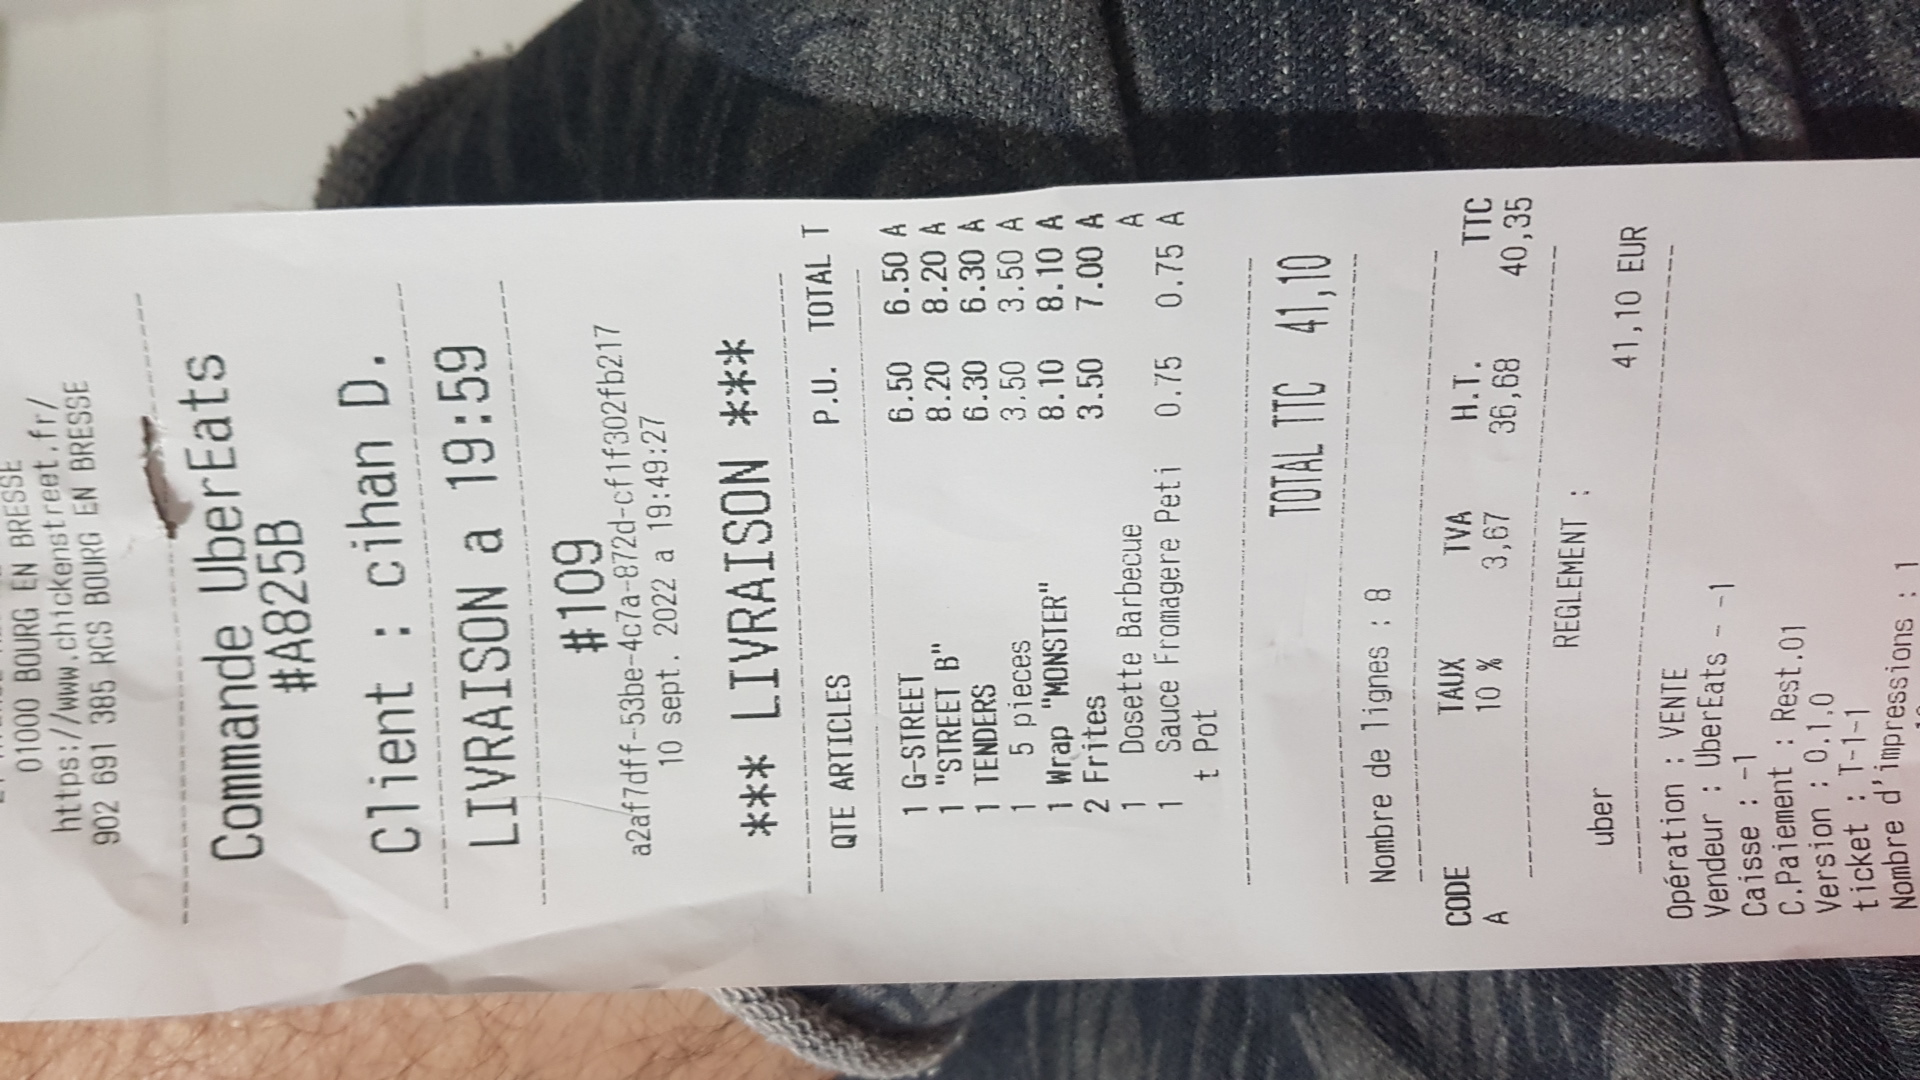 01000 BOURG EN BRESSE
https://www.chickenstreet.fr/
902 691 385 RCS BOURG EN BRESSE
Commande UberEats
#A825B
Client : cihan D.
LIVRAISON a 19:59
#109
a2af7dff-53be-4c7a-872d-cf1f302fb217
10 sept. 2022 a 19:49:27
*** LIVRAISON ***
QTE ARTICLES P.U. TOTAL T
1 G-STREET 6.50 6.50 A
1 "STREET B" 8.20 8.20 A
1 TENDERS 6.30 6.30 A
1 5 pieces 3.50 3.50 A
1 Wrap "MONSTER" 8.10 8.10 A
2 Frites 3.50 7.00 A
1 Dosette Barbecue A
1 Sauce Fromagere Peti 0.75 0.75 A
t Pot
TOTAL TTC 41,10
Nombre de lignes : 8
CODE TAUX TVA H.T. TTC
A 10 % 3,67 36,68 40,35
REGLEMENT :
uber 41,10 EUR
Opération : VENTE
Vendeur : UberEats - -1
Caisse : -1
C.Paiement : Rest.01
Version : 0.1.0
ticket : T-1-1
Nombre d'impressions : 1